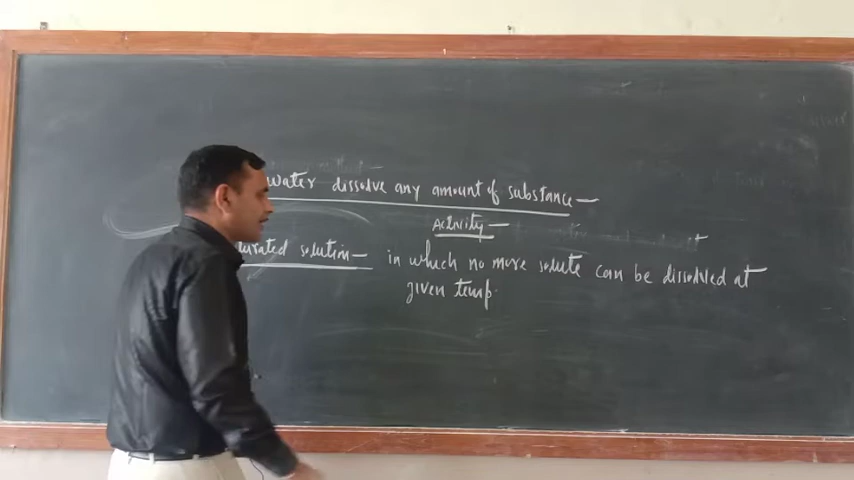 water dissolve any amount of substance —
Activity —
urated solution — in which no more solute can be dissolved at
given temp.